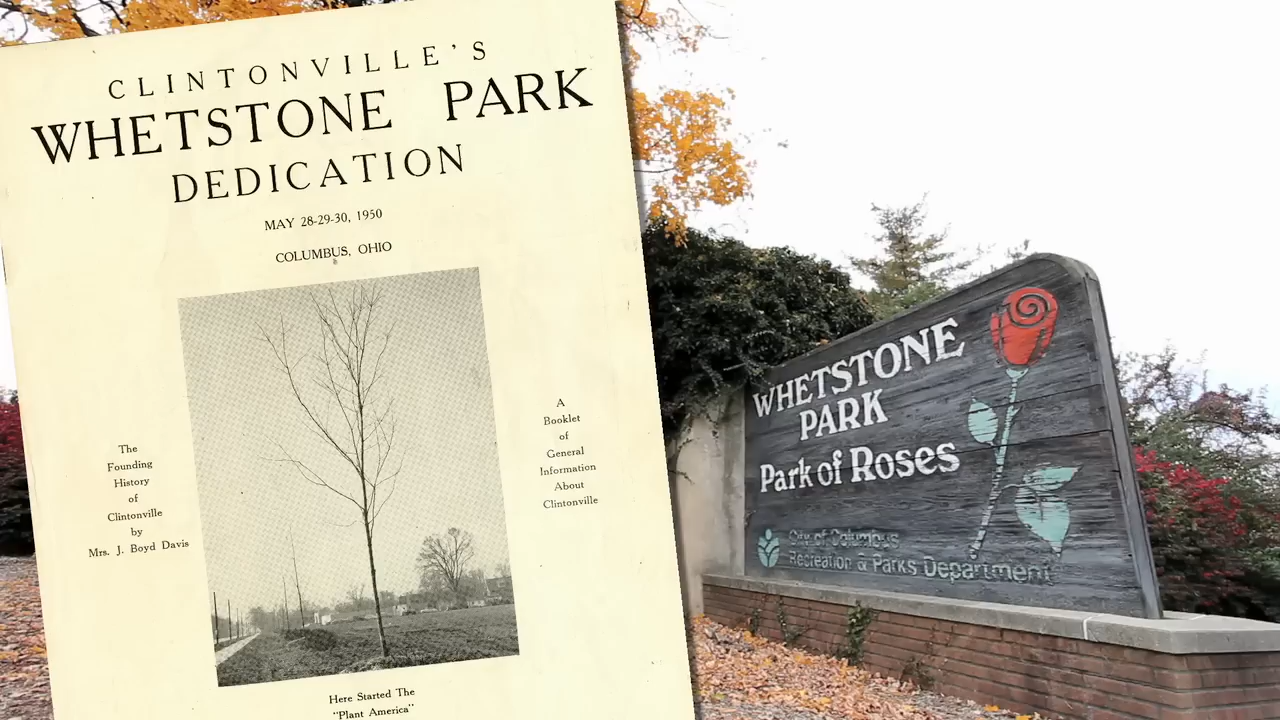 CLINTONVILLE'S
WHETSTONE PARK
DEDICATION
MAY 28-29-30, 1950
COLUMBUS, OHIO
The
Founding
History
of
Clintonville
by
Mrs. J. Boyd Davis
A
Booklet
of
General
Information
About
Clintonville
Here Started The
"Plant America"
WHETSTONE
PARK
Park of Roses
City of Columbus
Recreation & Parks Department